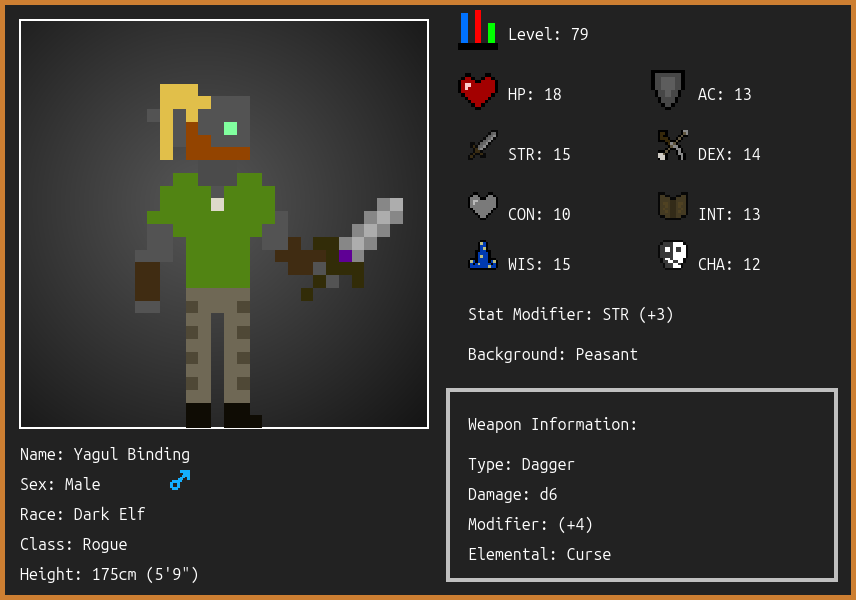 Level: 79
HP: 18
AC: 13
STR: 15
DEX: 14
CON: 10
INT: 13
WIS: 15
CHA: 12
Stat Modifier: STR (+3)
Background: Peasant
Weapon Information:
Type: Dagger
Damage: d6
Modifier: (+4)
Elemental: Curse
Name: Yagul Binding
Sex: Male
Race: Dark Elf
Class: Rogue
Height: 175cm (5'9")